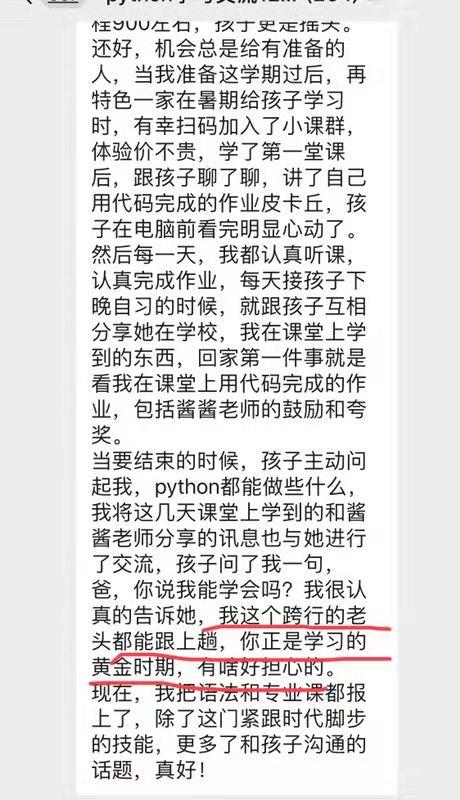 程900左右，孩子更是摇头。
还好，机会总是给有准备的
人，当我准备这学期过后，再
特色一家在暑期给孩子学习
时，有幸扫码加入了小课群，
体验价不贵，学了第一堂课
后，跟孩子聊了聊，讲了自己
用代码完成的作业皮卡丘，孩
子在电脑前看完明显心动了。
然后每一天，我都认真听课，
认真完成作业，每天接孩子下
晚自习的时候，就跟孩子互相
分享她在学校，我在课堂上学
到的东西，回家第一件事就是
看我在课堂上用代码完成的作
业，包括酱酱老师的鼓励和夸
奖。
当要结束的时候，孩子主动问
起我，python都能做些什么，
我将这几天课堂上学到的和酱
酱老师分享的讯息也与她进行
了交流，孩子问了我一句，
爸，你说我能学会吗？我很认
真的告诉她，我这个跨行的老
头都能跟上趟，你正是学习的
黄金时期，有啥好担心的。
现在，我把语法和专业课都报
上了，除了这门紧跟时代脚步
的技能，更多了和孩子沟通的
话题，真好！